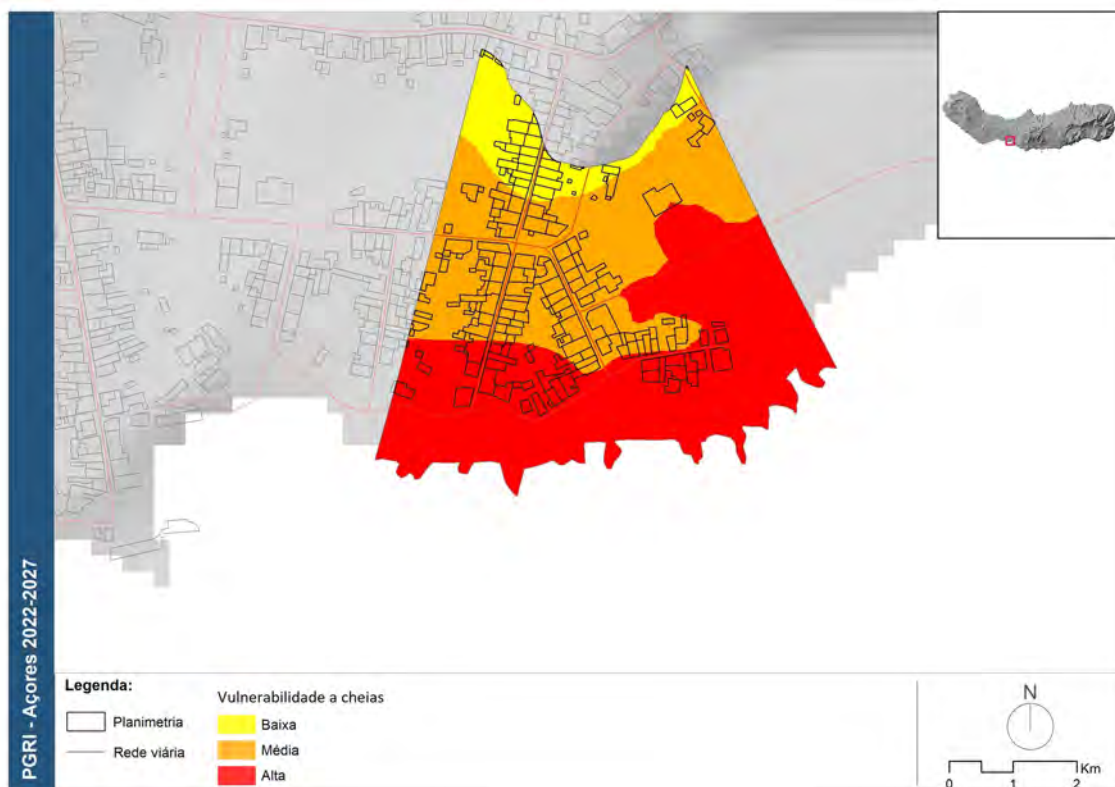 PGRI - Açores 2022-2027
Legenda:
Planimetria
Rede viária
Vulnerabilidade a cheias
Baixa
Média
Alta
N
0 1 2 Km